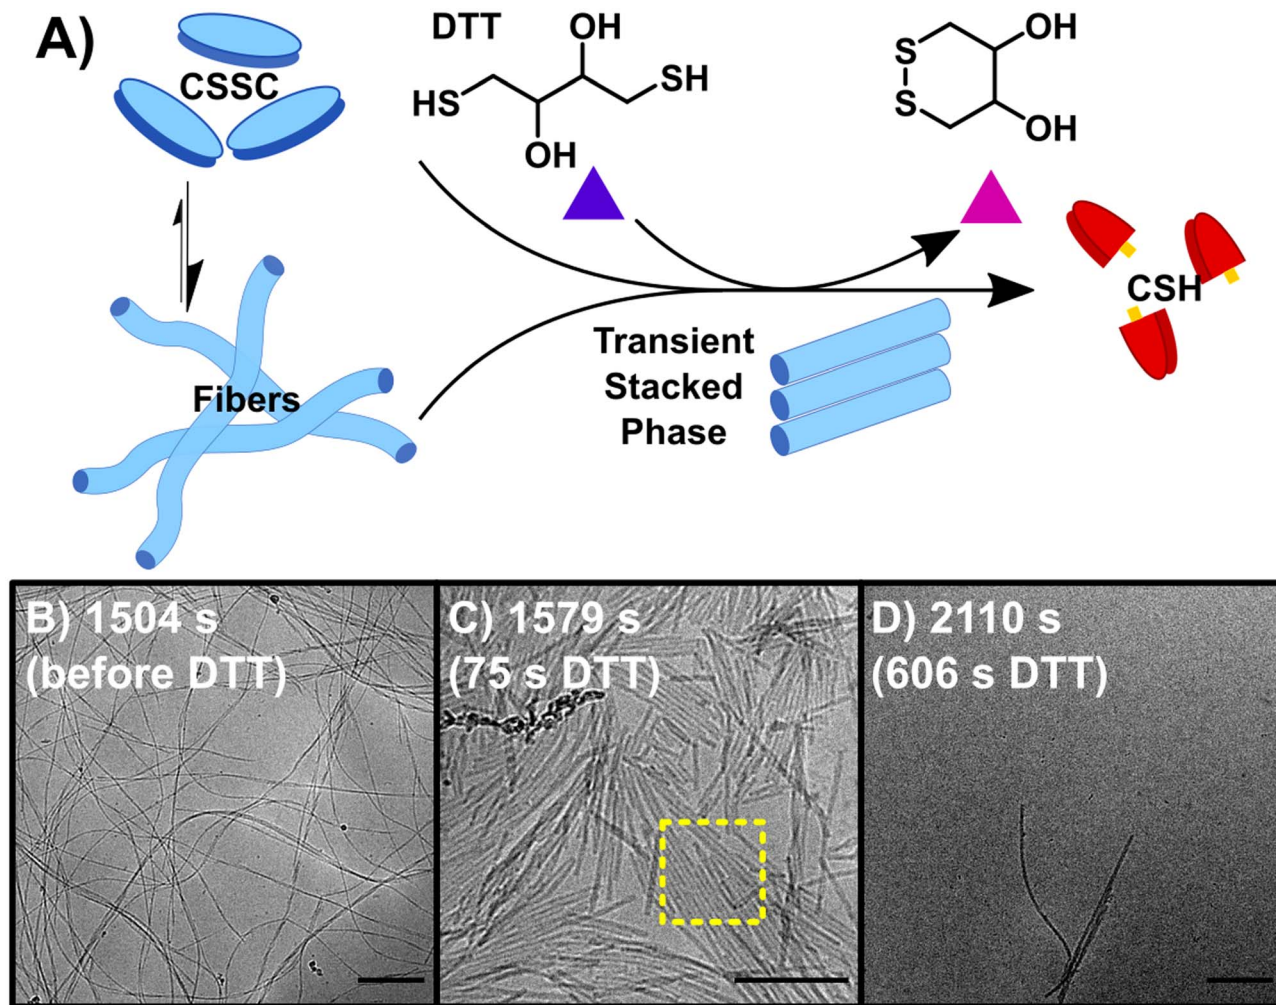 A)
CSSC
DTT
OH
HS
SH
OH
S
S
OH
OH
Fibers
Transient
Stacked
Phase
CSH
B) 1504 s
(before DTT)
C) 1579 s
(75 s DTT)
D) 2110 s
(606 s DTT)